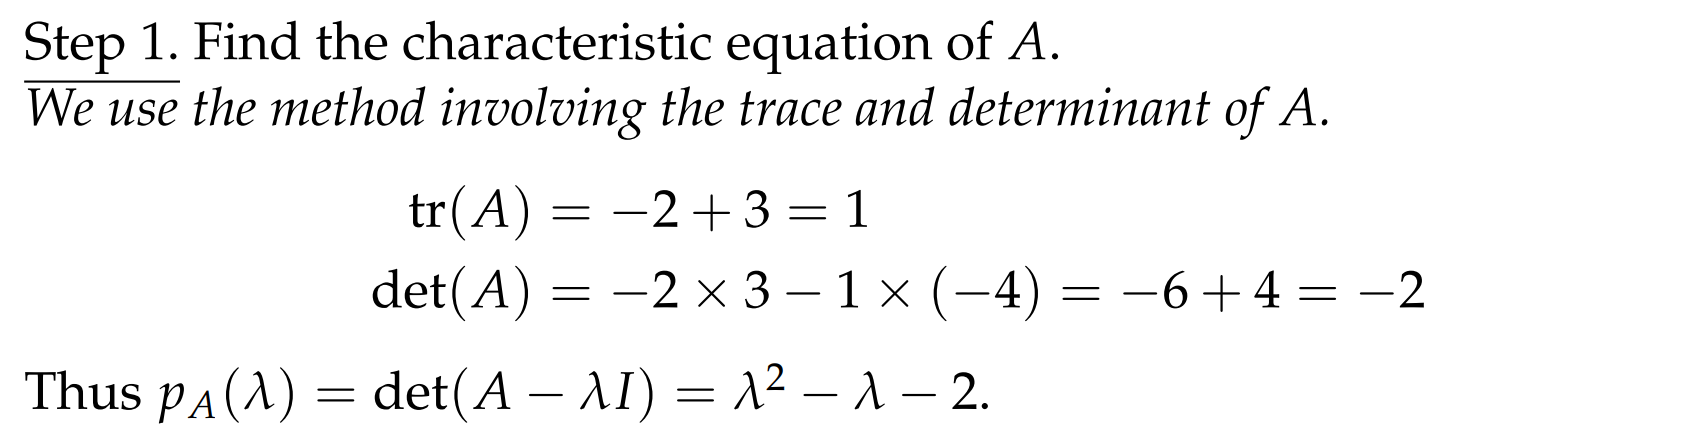 Step 1. Find the characteristic equation of A.
We use the method involving the trace and determinant of A.
tr(A) = −2 + 3 = 1
det(A) = −2 × 3 − 1 × (−4) = −6 + 4 = −2
Thus p_A(λ) = det(A − λI) = λ² − λ − 2.